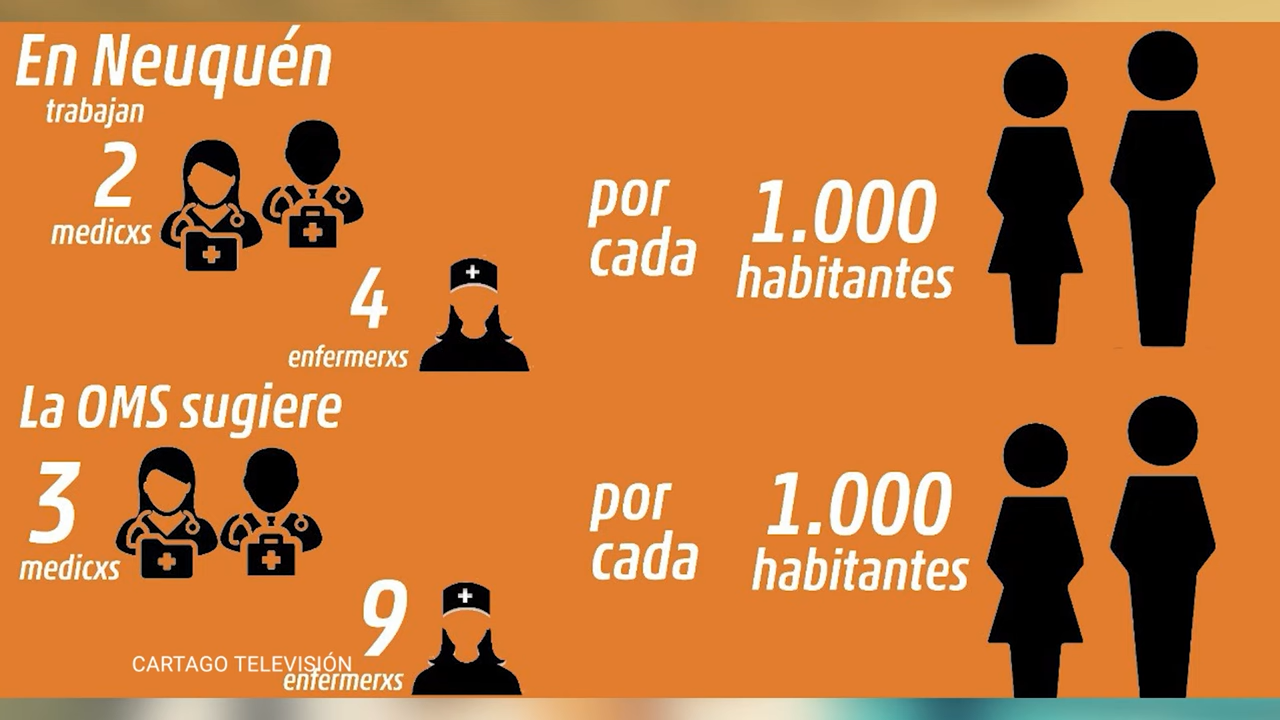 En Neuquén
trabajan
2
medicxs
4
enfermerxs
por
cada
1.000
habitantes
La OMS sugiere
3
medicxs
9
enfermerxs
por
cada
1.000
habitantes
CARTAGO TELEVISIÓN